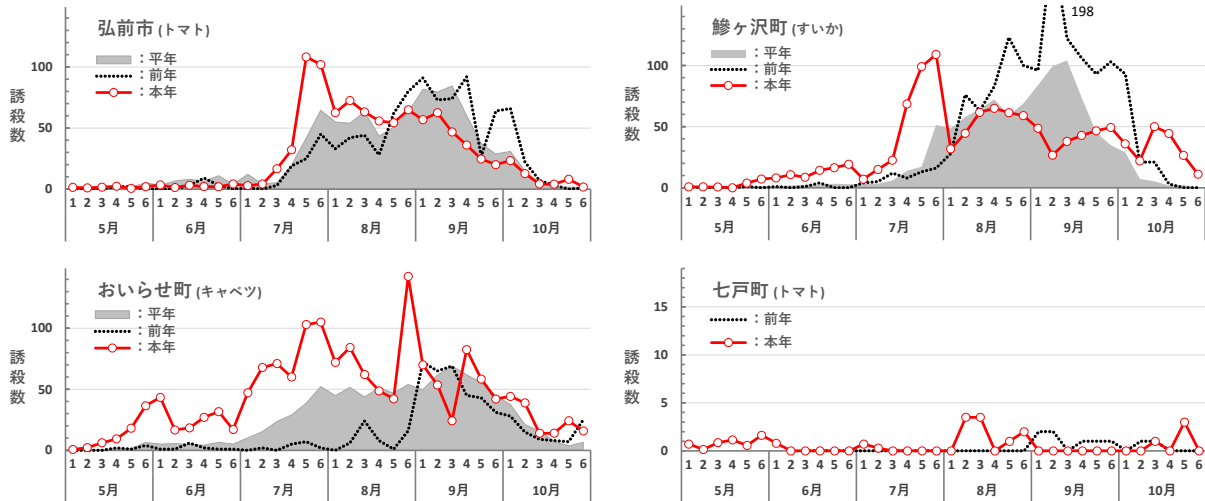 弘前市 (トマト)
：平年
：前年
：本年
誘殺数
100
50
0
1 2 3 4 5 6 1 2 3 4 5 6 1 2 3 4 5 6 1 2 3 4 5 6 1 2 3 4 5 6 1 2 3 4 5 6
5月 6月 7月 8月 9月 10月
鰺ヶ沢町 (すいか)
198
：平年
：前年
：本年
誘殺数
100
50
0
1 2 3 4 5 6 1 2 3 4 5 6 1 2 3 4 5 6 1 2 3 4 5 6 1 2 3 4 5 6 1 2 3 4 5 6
5月 6月 7月 8月 9月 10月
おいらせ町 (キャベツ)
：平年
：前年
：本年
誘殺数
100
50
0
1 2 3 4 5 6 1 2 3 4 5 6 1 2 3 4 5 6 1 2 3 4 5 6 1 2 3 4 5 6 1 2 3 4 5 6
5月 6月 7月 8月 9月 10月
七戸町 (トマト)
：前年
：本年
誘殺数
15
10
5
0
1 2 3 4 5 6 1 2 3 4 5 6 1 2 3 4 5 6 1 2 3 4 5 6 1 2 3 4 5 6 1 2 3 4 5 6
5月 6月 7月 8月 9月 10月